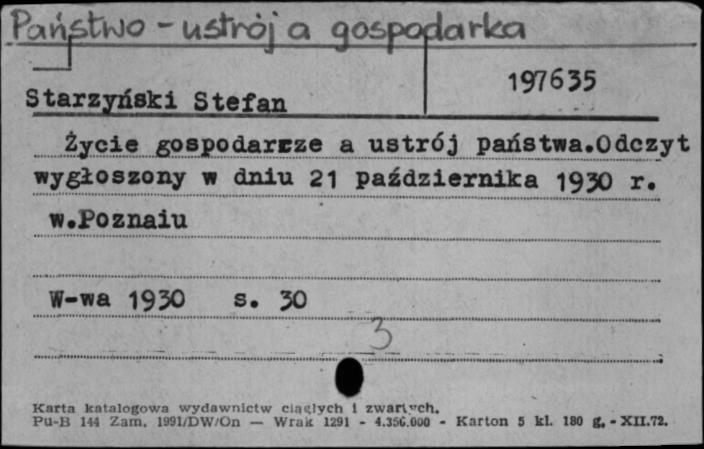 Państwo - ustrój a gospodarka
197635
Starzyński Stefan
Życie gospodarzze a ustrój państwa.Odczyt
wygłoszony w dniu 21 października 1930 r.
w.Poznaiu
W-wa 1930 s. 30
3
Karta katalogowa wydawnictw ciągłych i zwartych.
Pu-B 144 Zam. 1991/DW/On — Wrak 1291 - 4.356.000 - Karton 5 kl. 180 g. - XII.72.